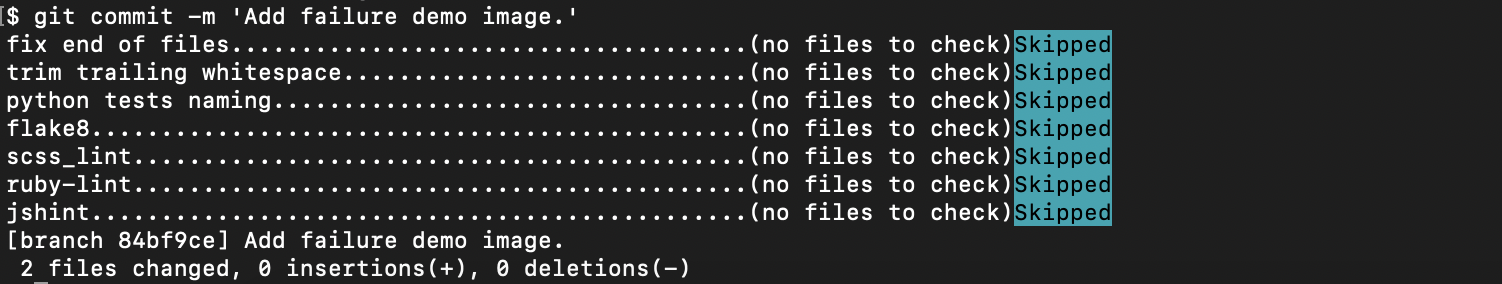 $ git commit -m 'Add failure demo image.'
fix end of files.....................................(no files to check)Skipped
trim trailing whitespace.............................(no files to check)Skipped
python tests naming..................................(no files to check)Skipped
flake8...............................................(no files to check)Skipped
scss_lint............................................(no files to check)Skipped
ruby-lint............................................(no files to check)Skipped
jshint...............................................(no files to check)Skipped
[branch 84bf9ce] Add failure demo image.
 2 files changed, 0 insertions(+), 0 deletions(-)